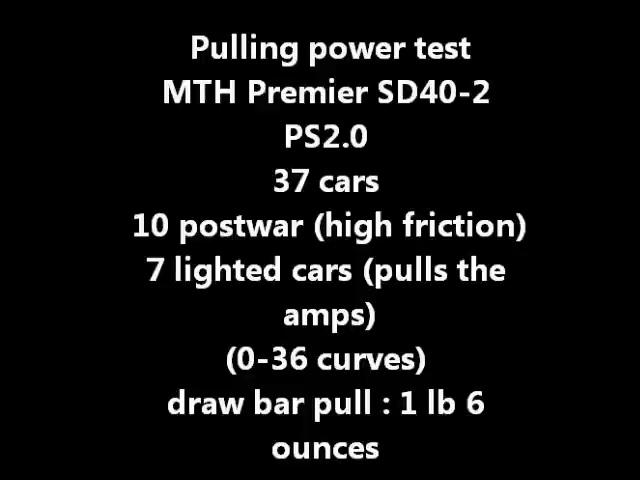 Pulling power test
MTH Premier SD40-2
PS2.0
37 cars
10 postwar (high friction)
7 lighted cars (pulls the
amps)
(0-36 curves)
draw bar pull : 1 lb 6
ounces